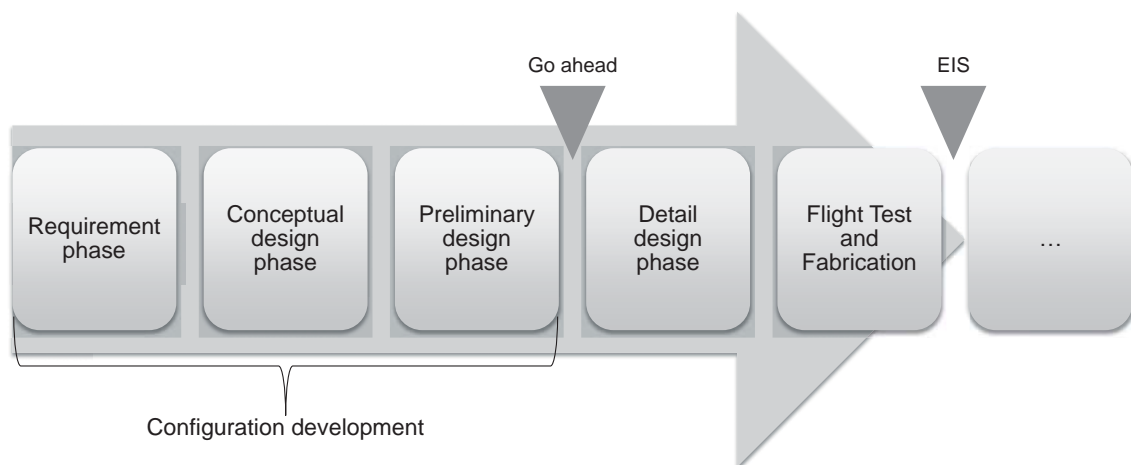 Go ahead
EIS
Requirement
phase
Conceptual
design
phase
Preliminary
design
phase
Detail
design
phase
Flight Test
and
Fabrication
...
Configuration development